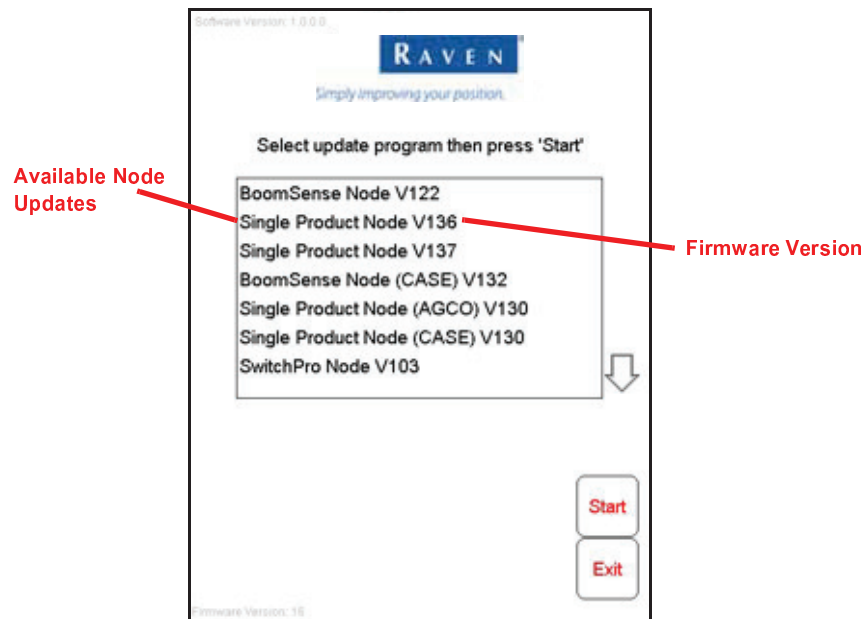 Software Version: 1.0.0.0
RAVEN
Simply improving your position.
Select update program then press 'Start'
Available Node
Updates
BoomSense Node V122
Single Product Node V136
Single Product Node V137
BoomSense Node (CASE) V132
Single Product Node (AGCO) V130
Single Product Node (CASE) V130
SwitchPro Node V103
Firmware Version
Start
Exit
Firmware Version: 16